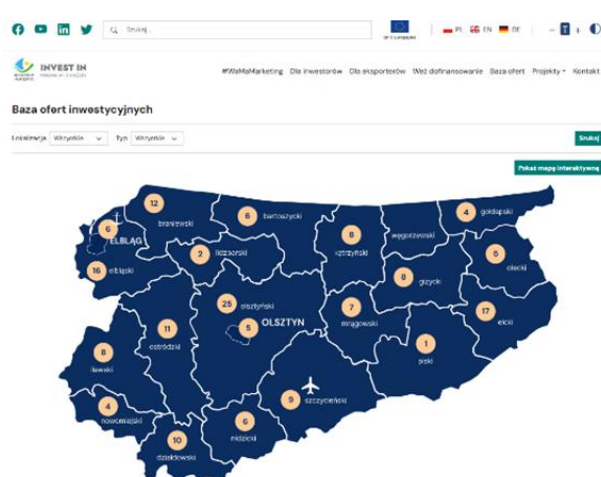 Szukaj...
PL EN DE
- T +
INVEST IN
#WaMaMarketing Dla inwestorów Dla eksporterów Weź dofinansowanie Baza ofert Projekty Kontakt
Baza ofert inwestycyjnych
Lokalizacja Wszystkie Typ Wszystkie Szukaj
Pokaż mapę interaktywną
12
braniewski
6
bartoszycki
4
gołdapski
6
ELBLĄG
8
kętrzyński
węgorzewski
2
lidzbarski
5
olecki
16
elbląski
8
giżycki
25
olsztyński
5
OLSZTYN
7
mrągowski
17
ełcki
11
ostródzki
1
piski
8
iławski
9
szczycieński
4
nowomiejski
6
nidzicki
10
działdowski